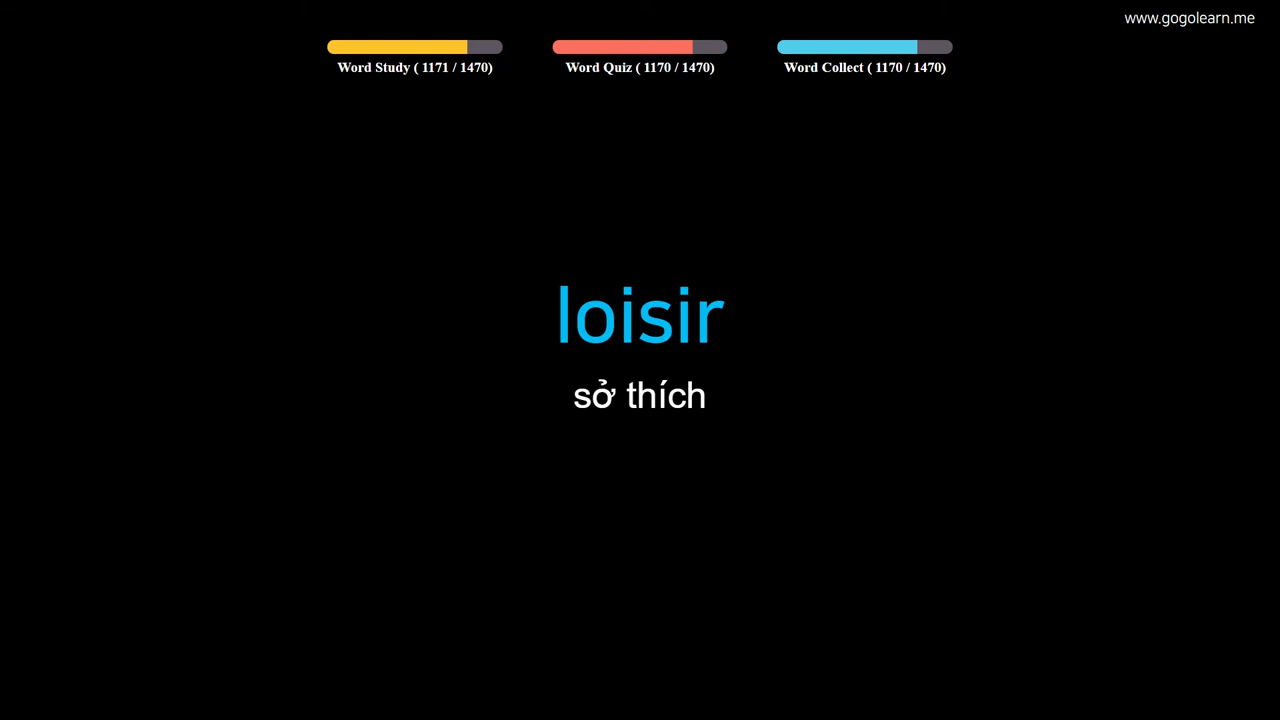 www.gogolearn.me
Word Study ( 1171 / 1470)
Word Quiz ( 1170 / 1470)
Word Collect ( 1170 / 1470)
loisir
sở thích